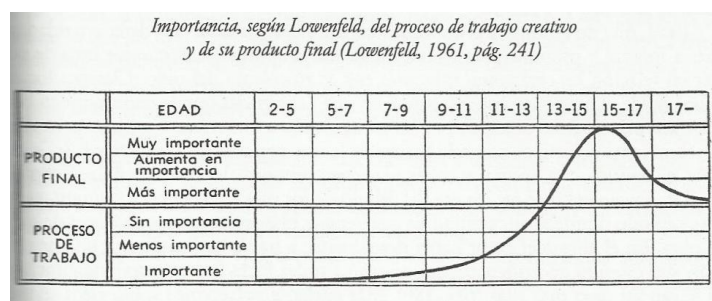 Importancia, según Lowenfeld, del proceso de trabajo creativo
y de su producto final (Lowenfeld, 1961, pág. 241)
EDAD 2-5 5-7 7-9 9-11 11-13 13-15 15-17 17-
PRODUCTO
FINAL
Muy importante
Aumenta en
importancia
Más importante
PROCESO
DE
TRABAJO
Sin importancia
Menos importante
Importante